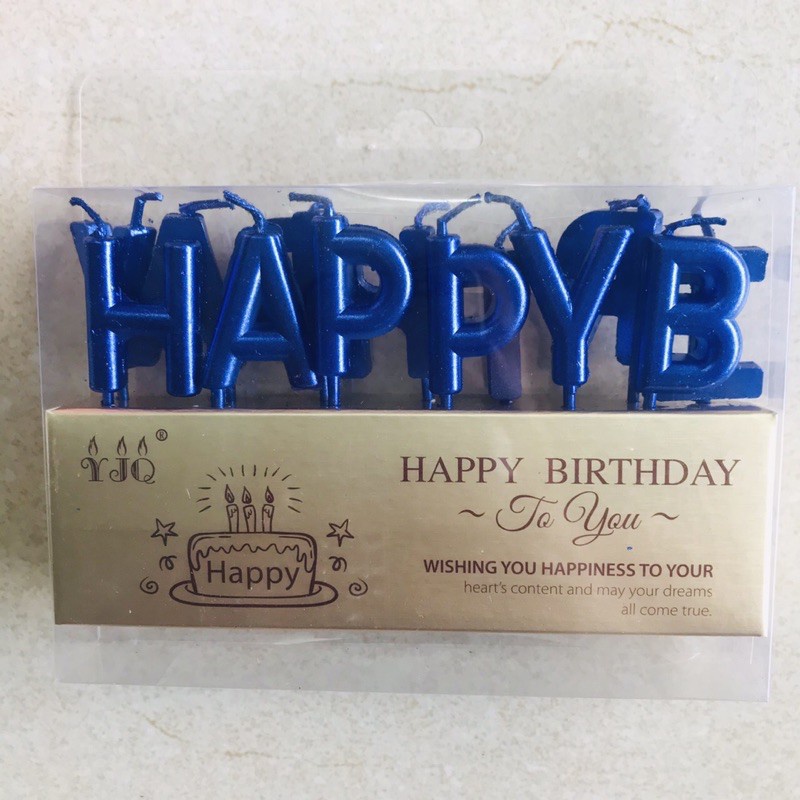 HAPPYB
YJQ®
Happy
HAPPY BIRTHDAY
~ To You ~
WISHING YOU HAPPINESS TO YOUR
heart's content and may your dreams
all come true.